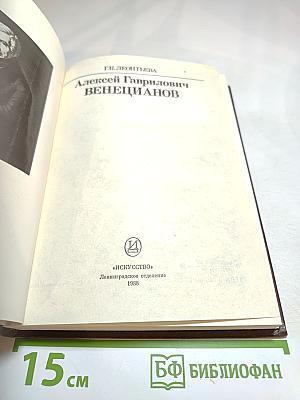 Г.К. ЛЕОНТЬЕВА
Алексей Гаврилович
ВЕНЕЦИАНОВ
«ИСКУССТВО»
Ленинградское отделение
1988
15 см
БФ БИБЛИОФАН